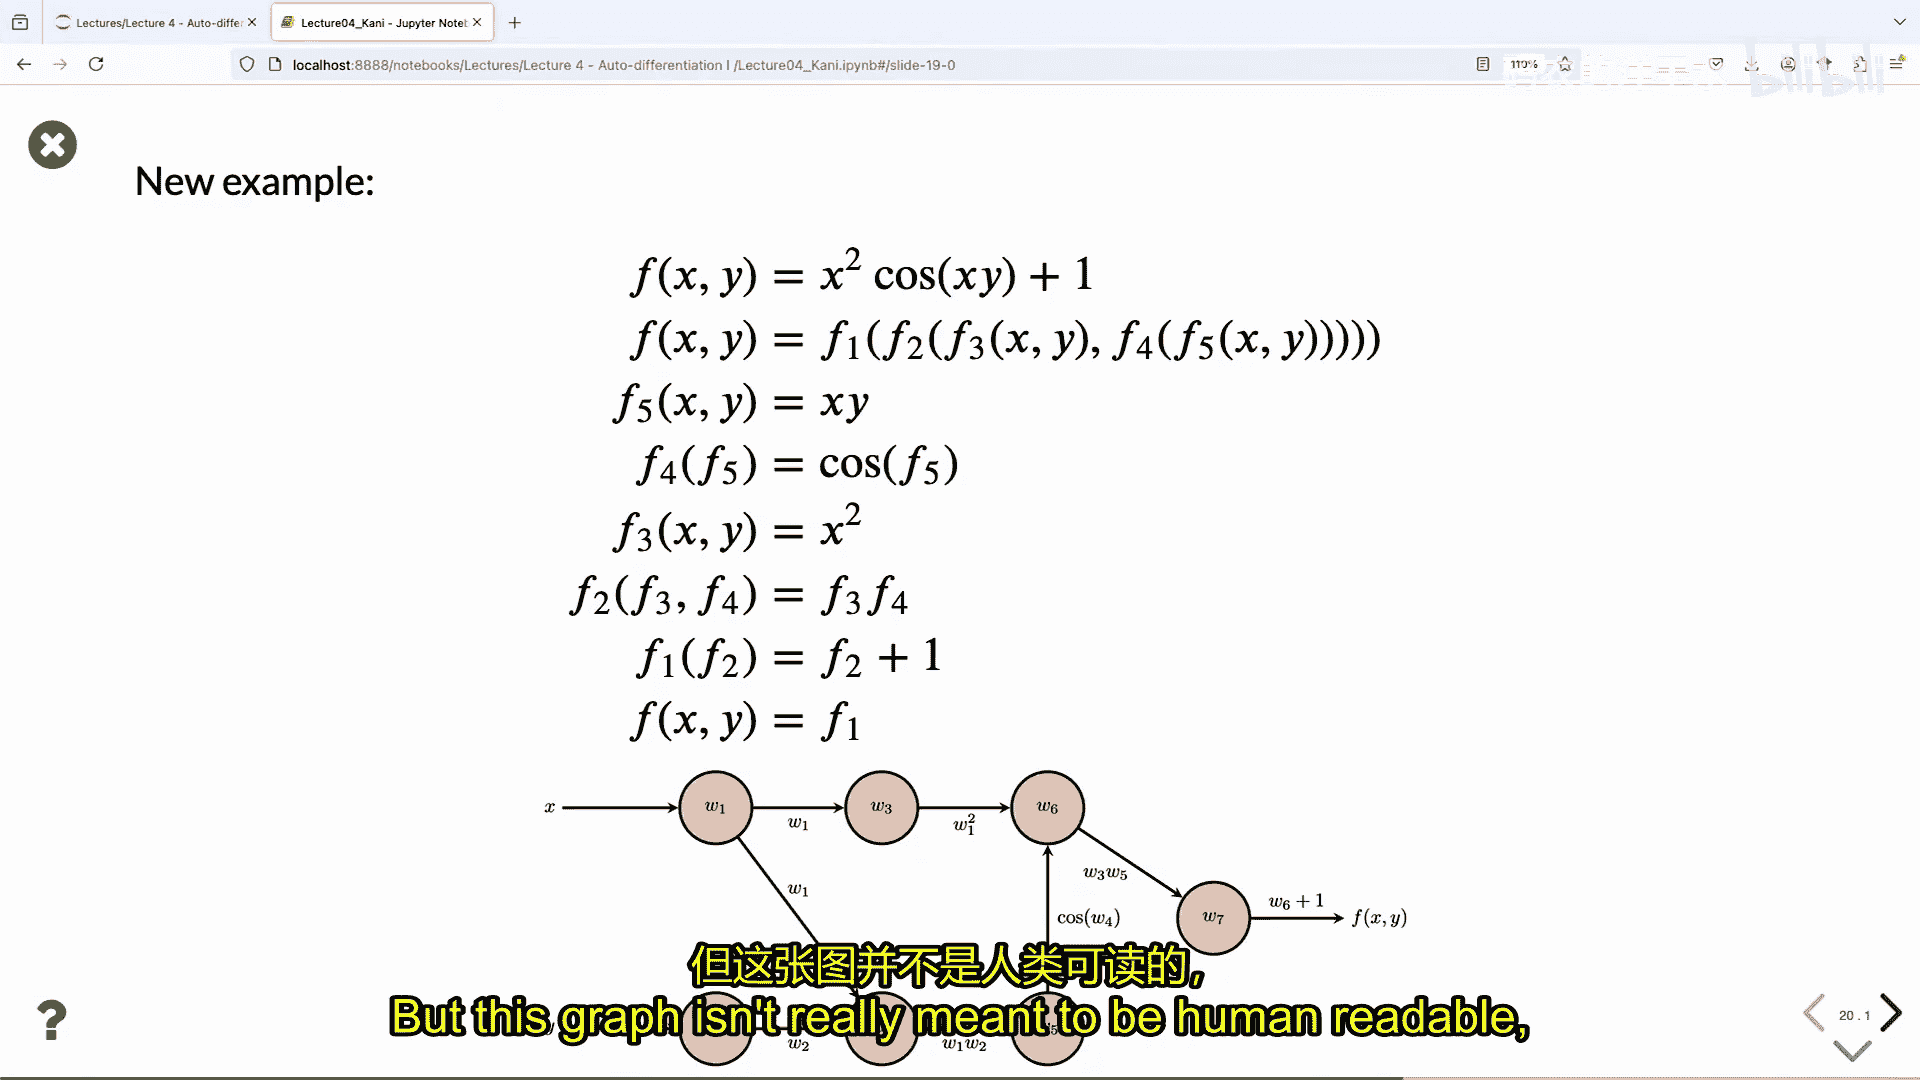 Lectures/Lecture 4 - Auto-differ
Lecture04_Kani - Jupyter Noteb
localhost:8888/notebooks/Lectures/Lecture 4 - Auto-differentiation I /Lecture04_Kani.ipynb#/slide-19-0
110%
bilibili
New example:
f(x, y) = x² cos(xy) + 1
f(x, y) = f₁(f₂(f₃(x, y), f₄(f₅(x, y)))))
f₅(x, y) = xy
f₄(f₅) = cos(f₅)
f₃(x, y) = x²
f₂(f₃, f₄) = f₃f₄
f₁(f₂) = f₂ + 1
f(x, y) = f₁
x w₁ w₁ w₃ w₁² w₆
w₁ w₃w₅
cos(w₄) w₇ w₆ + 1 f(x, y)
但这张图并不是人类可读的,
But this graph isn't really meant to be human readable,
w₂ w₁w₂
20 . 1
?